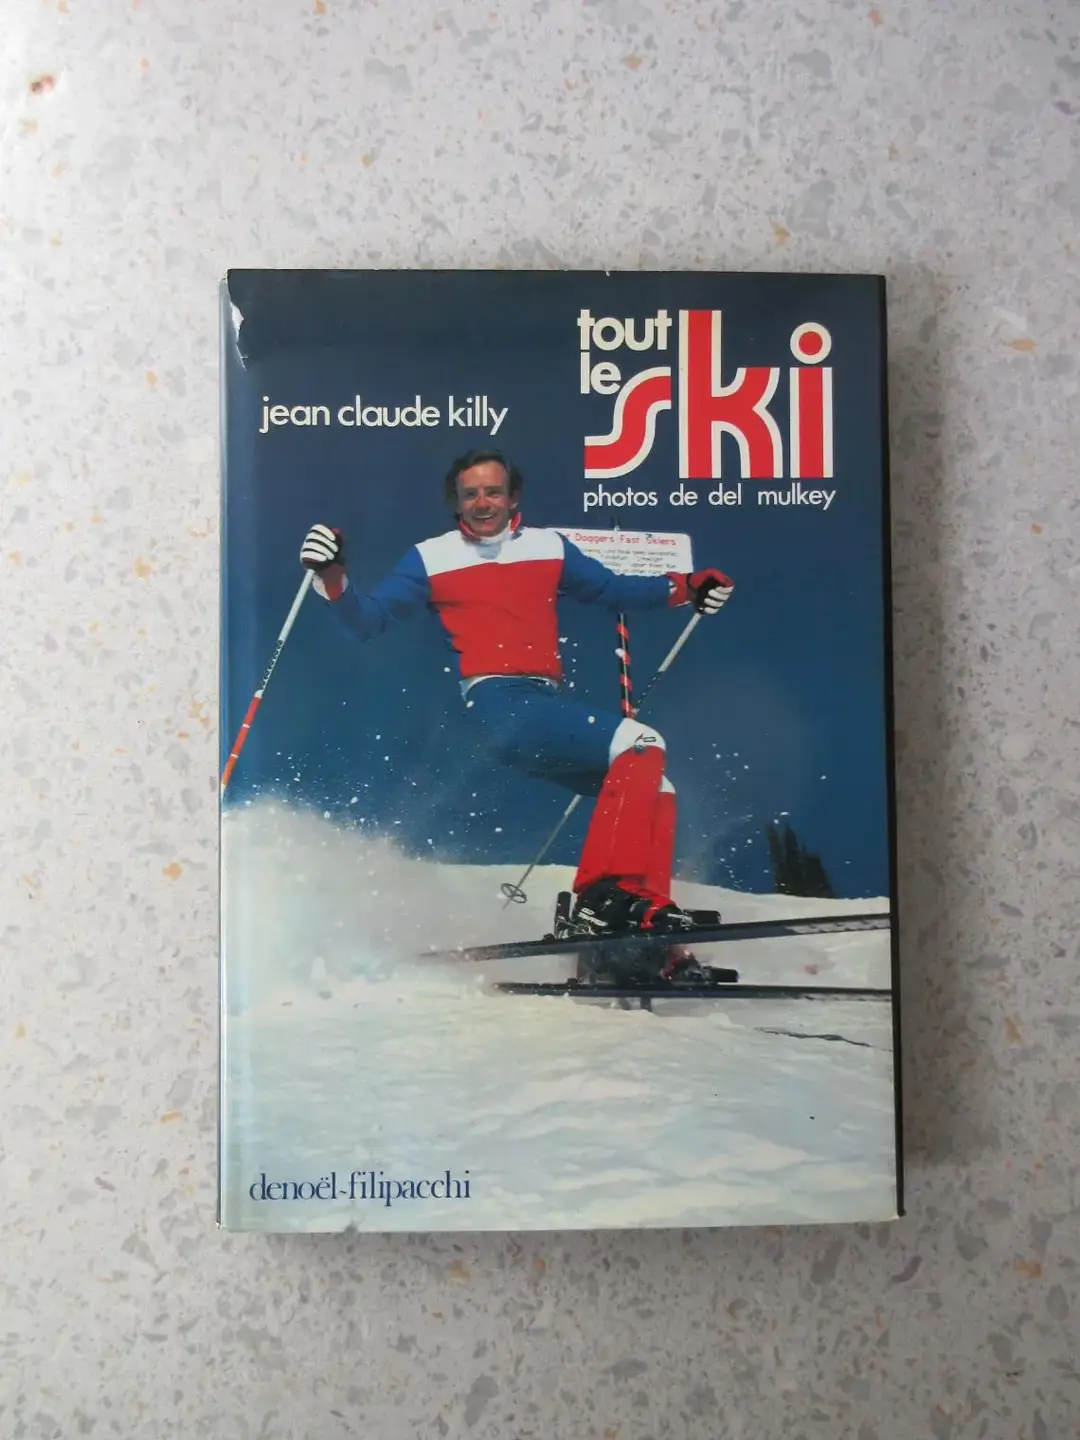 tout
le
ski
jean claude killy
photos de del mulkey
Doggers Fast Skiers
denoël-filipacchi